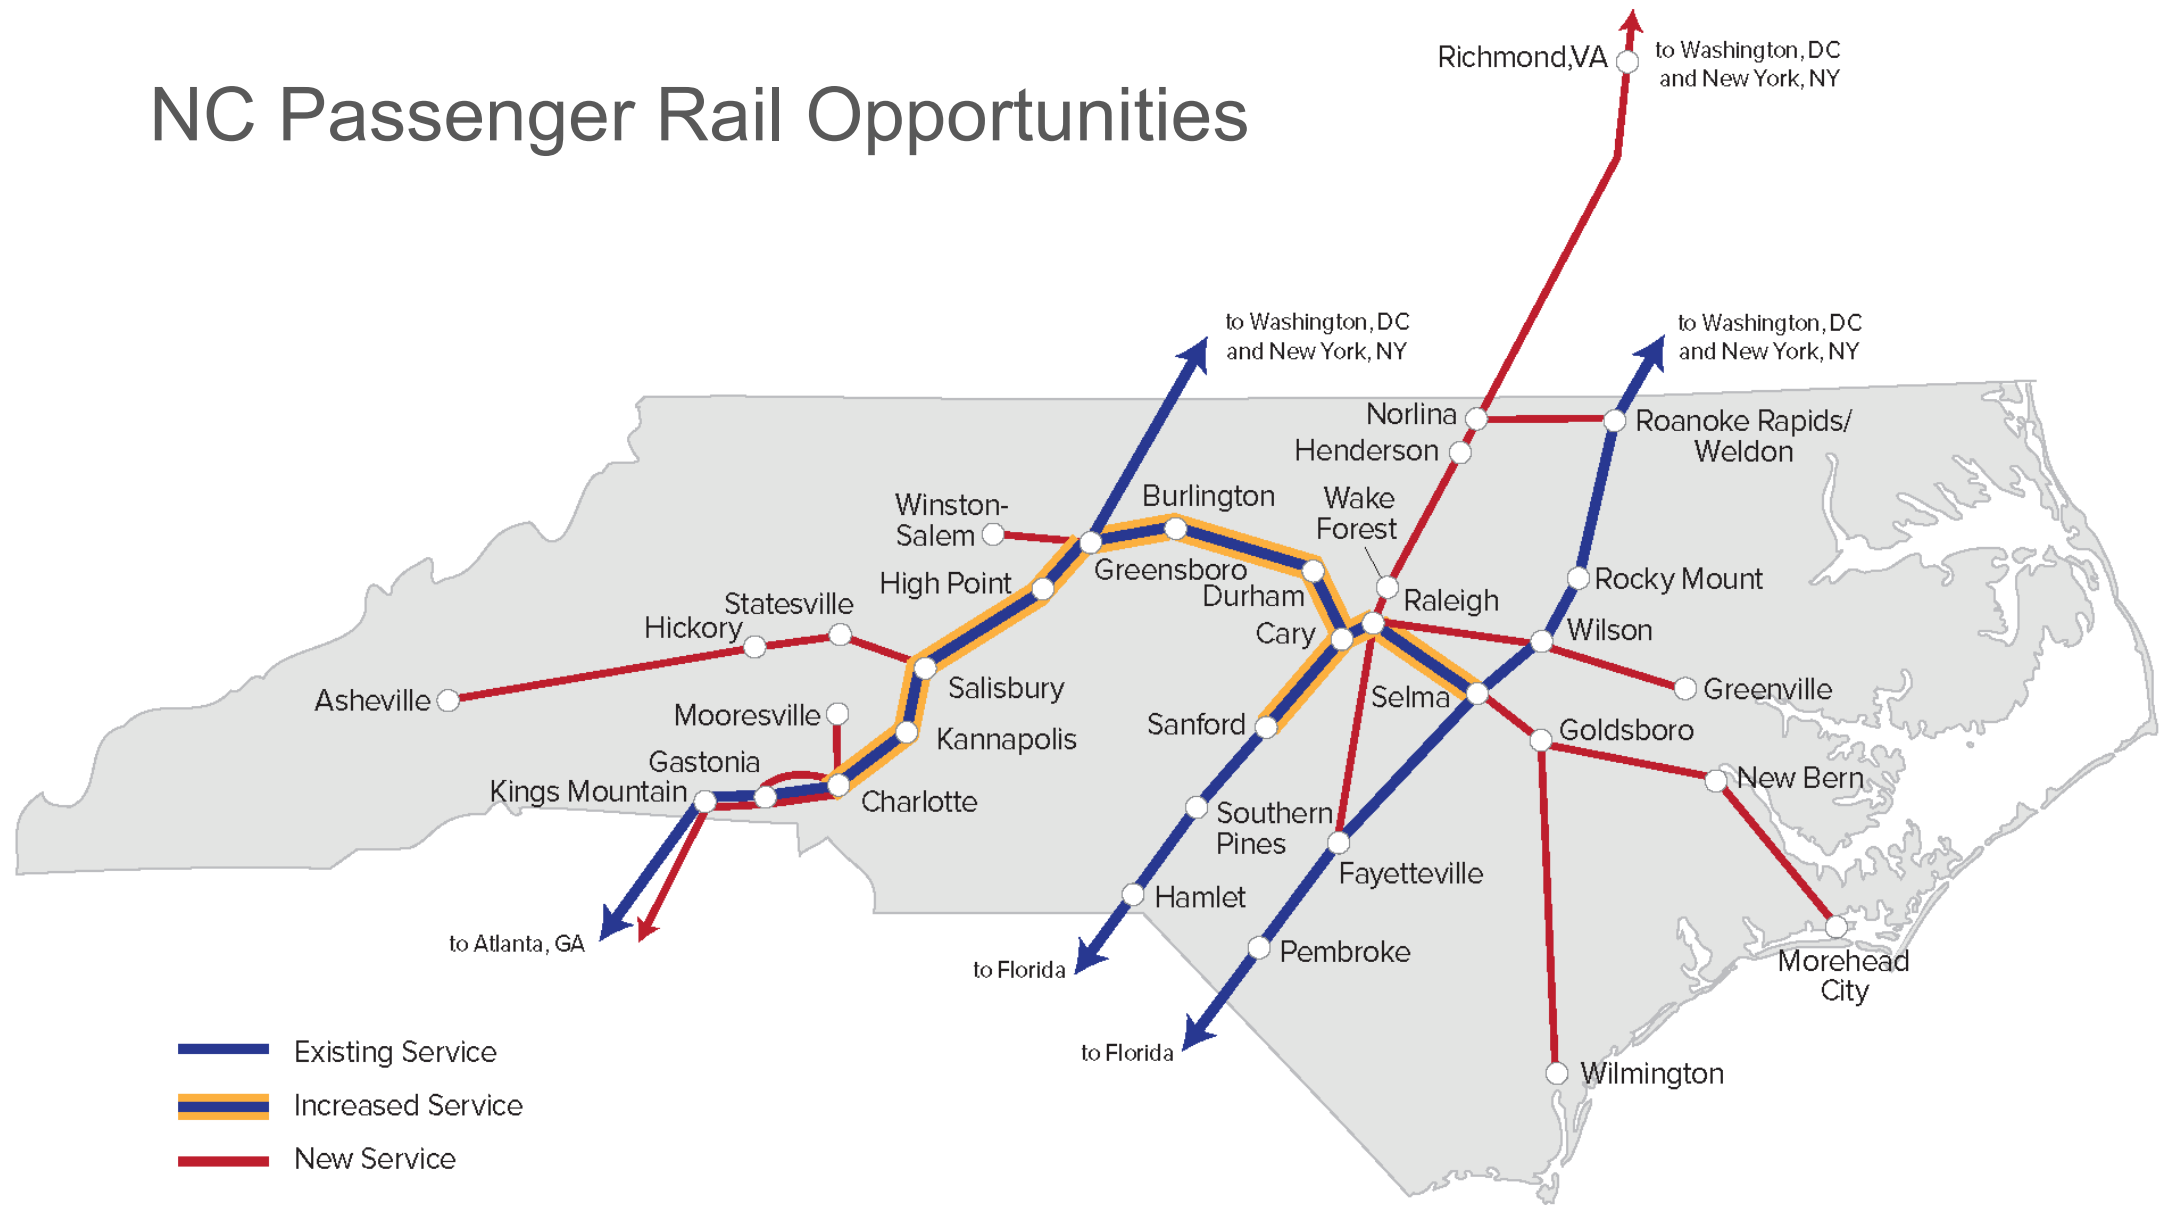 Richmond,VA
to Washington, DC
and New York, NY
NC Passenger Rail Opportunities
to Washington, DC
and New York, NY
to Washington, DC
and New York, NY
Norlina
Roanoke Rapids/
Weldon
Henderson
Winston-
Salem
Burlington
Wake
Forest
High Point
Greensboro
Durham
Rocky Mount
Raleigh
Statesville
Hickory
Cary
Wilson
Asheville
Salisbury
Selma
Greenville
Mooresville
Kannapolis
Sanford
Goldsboro
Gastonia
Kings Mountain
Charlotte
New Bern
Southern
Pines
Fayetteville
Hamlet
to Atlanta, GA
to Florida
Pembroke
Morehead
City
to Florida
Wilmington
Existing Service
Increased Service
New Service